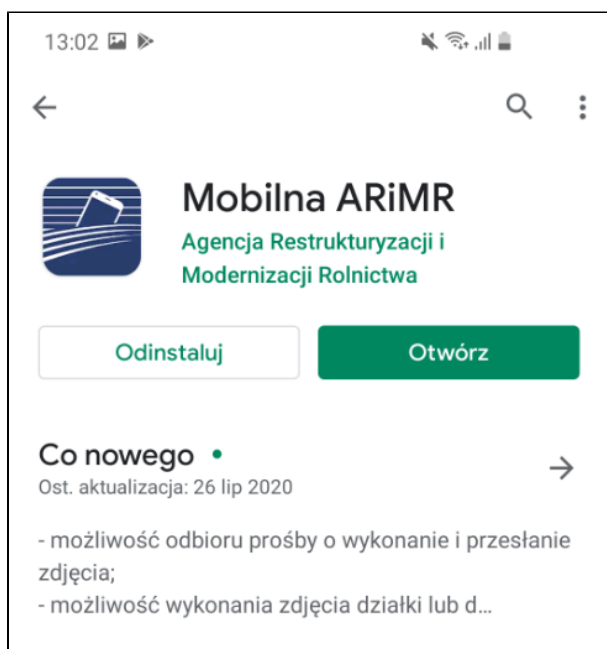 13:02
Mobilna ARiMR
Agencja Restrukturyzacji i
Modernizacji Rolnictwa
Odinstaluj
Otwórz
Co nowego
Ost. aktualizacja: 26 lip 2020
- możliwość odbioru prośby o wykonanie i przesłanie
zdjęcia;
- możliwość wykonania zdjęcia działki lub d...